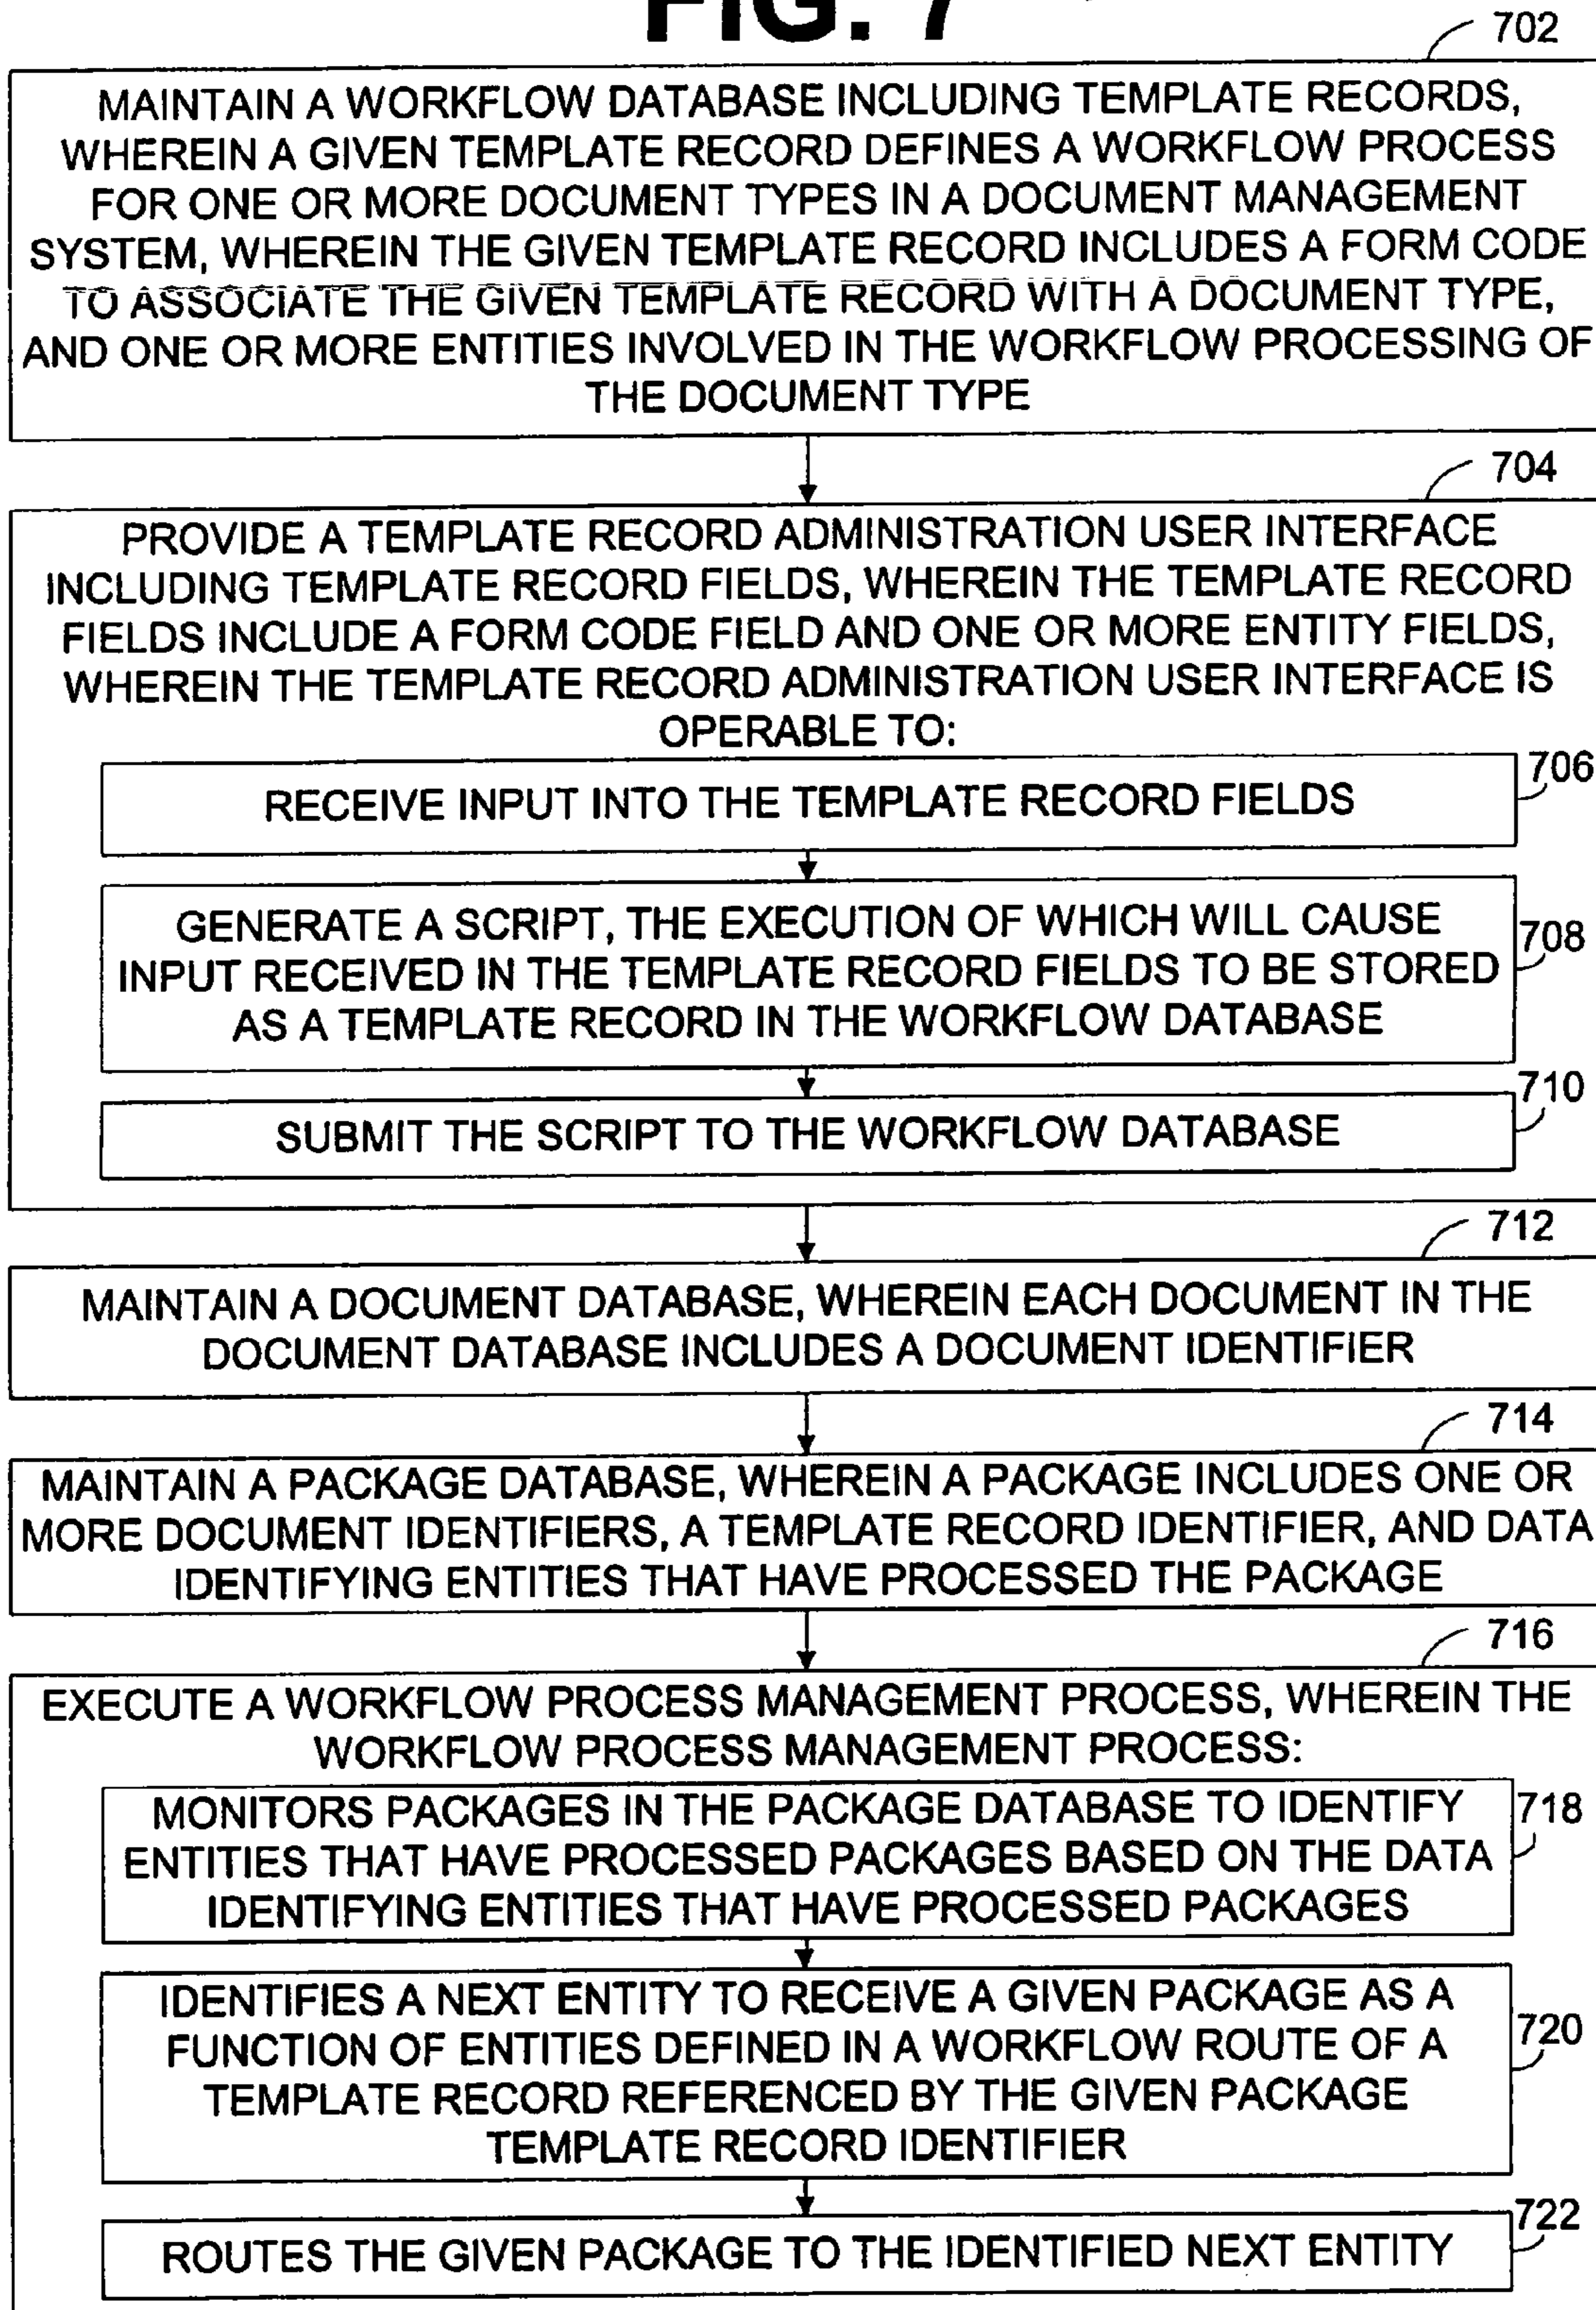 FIG. 7
702
MAINTAIN A WORKFLOW DATABASE INCLUDING TEMPLATE RECORDS,
WHEREIN A GIVEN TEMPLATE RECORD DEFINES A WORKFLOW PROCESS
FOR ONE OR MORE DOCUMENT TYPES IN A DOCUMENT MANAGEMENT
SYSTEM, WHEREIN THE GIVEN TEMPLATE RECORD INCLUDES A FORM CODE
TO ASSOCIATE THE GIVEN TEMPLATE RECORD WITH A DOCUMENT TYPE,
AND ONE OR MORE ENTITIES INVOLVED IN THE WORKFLOW PROCESSING OF
THE DOCUMENT TYPE
704
PROVIDE A TEMPLATE RECORD ADMINISTRATION USER INTERFACE
INCLUDING TEMPLATE RECORD FIELDS, WHEREIN THE TEMPLATE RECORD
FIELDS INCLUDE A FORM CODE FIELD AND ONE OR MORE ENTITY FIELDS,
WHEREIN THE TEMPLATE RECORD ADMINISTRATION USER INTERFACE IS
OPERABLE TO:
706
RECEIVE INPUT INTO THE TEMPLATE RECORD FIELDS
GENERATE A SCRIPT, THE EXECUTION OF WHICH WILL CAUSE
708
INPUT RECEIVED IN THE TEMPLATE RECORD FIELDS TO BE STORED
AS A TEMPLATE RECORD IN THE WORKFLOW DATABASE
710
SUBMIT THE SCRIPT TO THE WORKFLOW DATABASE
712
MAINTAIN A DOCUMENT DATABASE, WHEREIN EACH DOCUMENT IN THE
DOCUMENT DATABASE INCLUDES A DOCUMENT IDENTIFIER
714
MAINTAIN A PACKAGE DATABASE, WHEREIN A PACKAGE INCLUDES ONE OR
MORE DOCUMENT IDENTIFIERS, A TEMPLATE RECORD IDENTIFIER, AND DATA
IDENTIFYING ENTITIES THAT HAVE PROCESSED THE PACKAGE
716
EXECUTE A WORKFLOW PROCESS MANAGEMENT PROCESS, WHEREIN THE
WORKFLOW PROCESS MANAGEMENT PROCESS:
MONITORS PACKAGES IN THE PACKAGE DATABASE TO IDENTIFY
718
ENTITIES THAT HAVE PROCESSED PACKAGES BASED ON THE DATA
IDENTIFYING ENTITIES THAT HAVE PROCESSED PACKAGES
IDENTIFIES A NEXT ENTITY TO RECEIVE A GIVEN PACKAGE AS A
720
FUNCTION OF ENTITIES DEFINED IN A WORKFLOW ROUTE OF A
TEMPLATE RECORD REFERENCED BY THE GIVEN PACKAGE
TEMPLATE RECORD IDENTIFIER
722
ROUTES THE GIVEN PACKAGE TO THE IDENTIFIED NEXT ENTITY